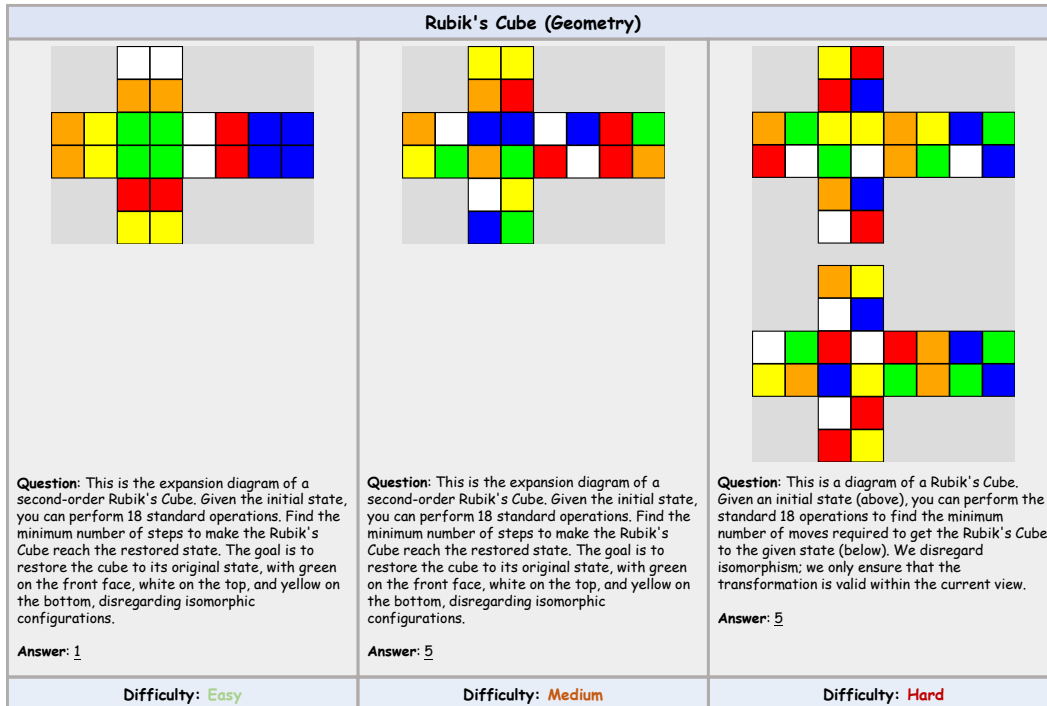 Rubik's Cube (Geometry)
Question: This is the expansion diagram of a
second-order Rubik's Cube. Given the initial state,
you can perform 18 standard operations. Find the
minimum number of steps to make the Rubik's
Cube reach the restored state. The goal is to
restore the cube to its original state, with green
on the front face, white on the top, and yellow on
the bottom, disregarding isomorphic
configurations.
Answer: 1
Difficulty: Easy
Question: This is the expansion diagram of a
second-order Rubik's Cube. Given the initial state,
you can perform 18 standard operations. Find the
minimum number of steps to make the Rubik's
Cube reach the restored state. The goal is to
restore the cube to its original state, with green
on the front face, white on the top, and yellow on
the bottom, disregarding isomorphic
configurations.
Answer: 5
Difficulty: Medium
Question: This is a diagram of a Rubik's Cube.
Given an initial state (above), you can perform the
standard 18 operations to find the minimum
number of moves required to get the Rubik's Cube
to the given state (below). We disregard
isomorphism; we only ensure that the
transformation is valid within the current view.
Answer: 5
Difficulty: Hard